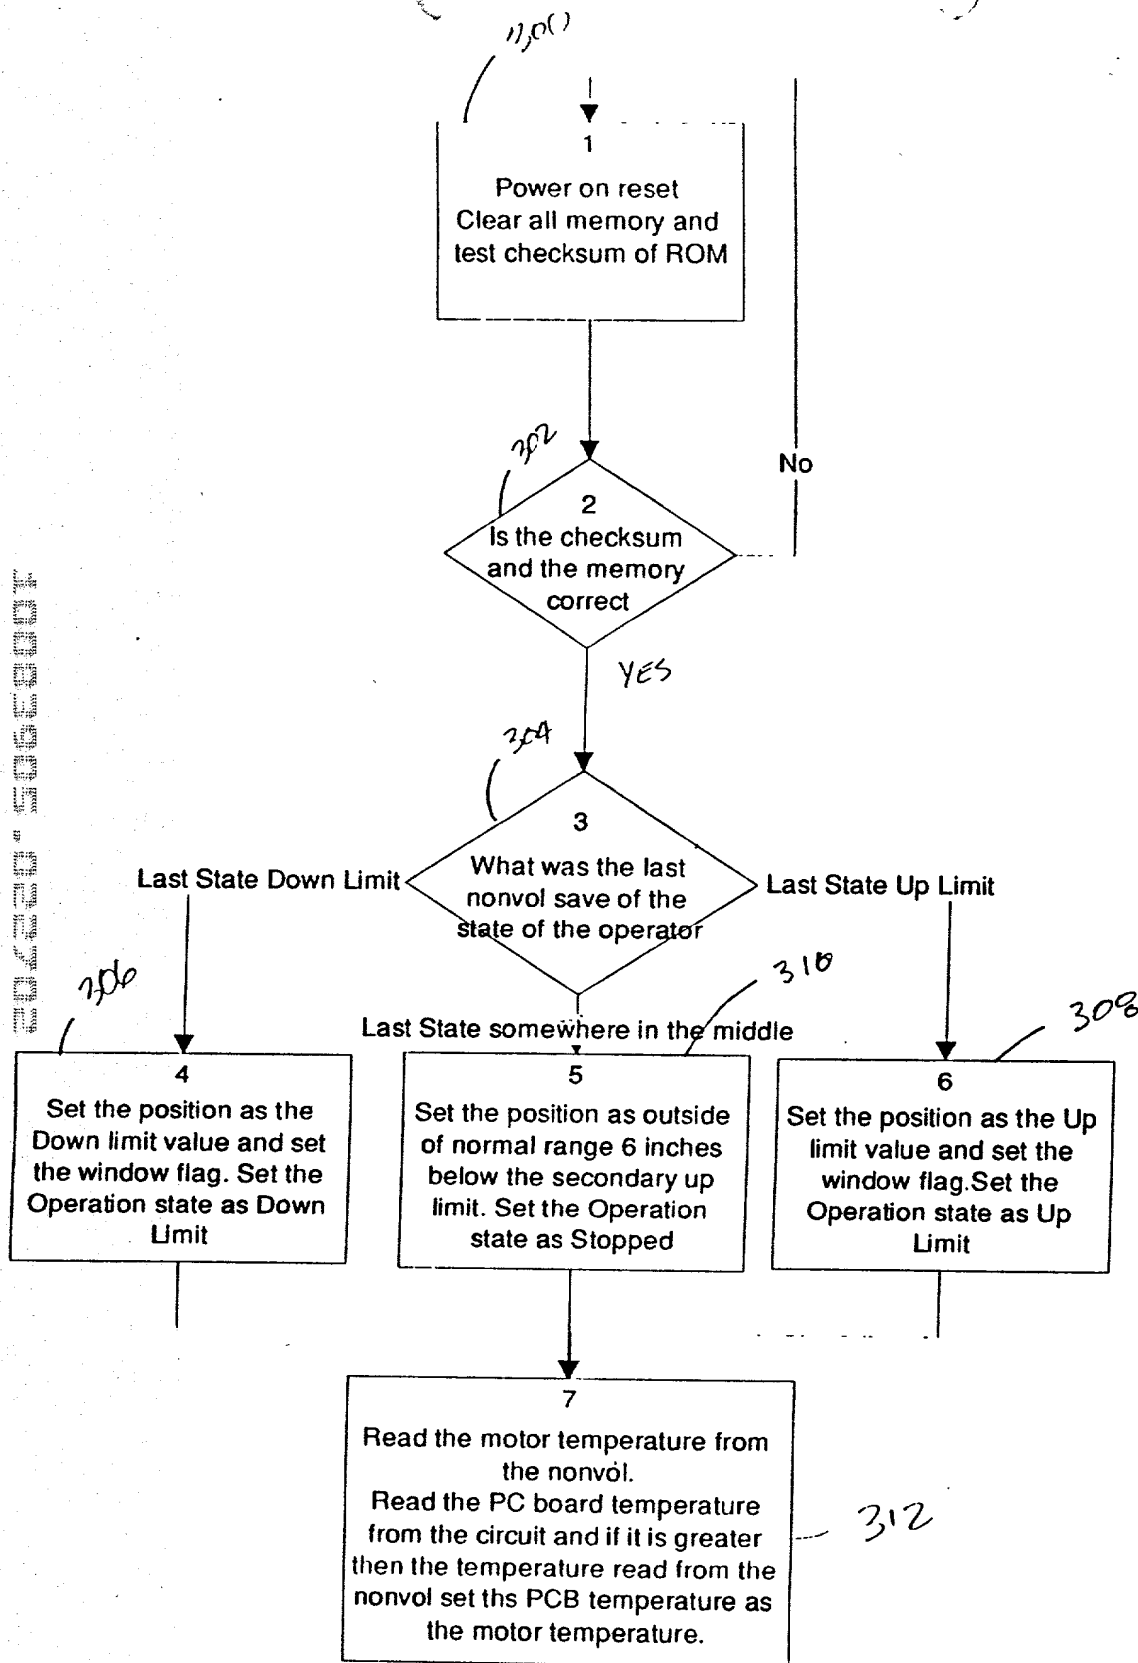 300
1
Power on reset
Clear all memory and
test checksum of ROM
302
No
2
Is the checksum
and the memory
correct
YES
304
3
What was the last
nonvol save of the
state of the operator
Last State Down Limit
Last State Up Limit
306
310
308
Last State somewhere in the middle
4
Set the position as the
Down limit value and set
the window flag. Set the
Operation state as Down
Limit
5
Set the position as outside
of normal range 6 inches
below the secondary up
limit. Set the Operation
state as Stopped
6
Set the position as the Up
limit value and set the
window flag.Set the
Operation state as Up
Limit
7
Read the motor temperature from
the nonvol.
Read the PC board temperature
from the circuit and if it is greater
then the temperature read from the
nonvol set ths PCB temperature as
the motor temperature.
312
10083905.022702